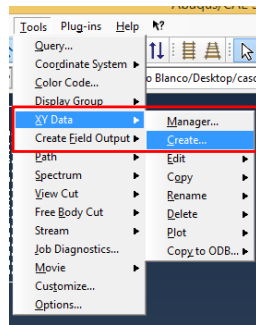 Abaqus/CAE
Tools Plug-ins Help
Query...
Coordinate System
o Blanco/Desktop/casc
Color Code...
Display Group
XY Data
Manager...
Create Field Output
Create...
Path
Edit
Spectrum
Copy
View Cut
Rename
Free Body Cut
Delete
Stream
Plot
Job Diagnostics...
Copy to ODB...
Movie
Customize...
Options...